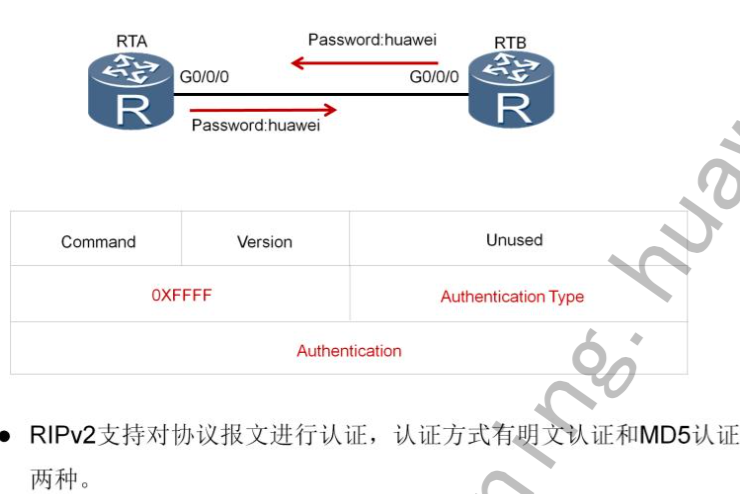 RTA
Password:huawei
RTB
G0/0/0
G0/0/0
R
R
Password:huawei
Command
Version
Unused
0XFFFF
Authentication Type
Authentication
● RIPv2支持对协议报文进行认证，认证方式有明文认证和MD5认证
两种。
ning. huaw